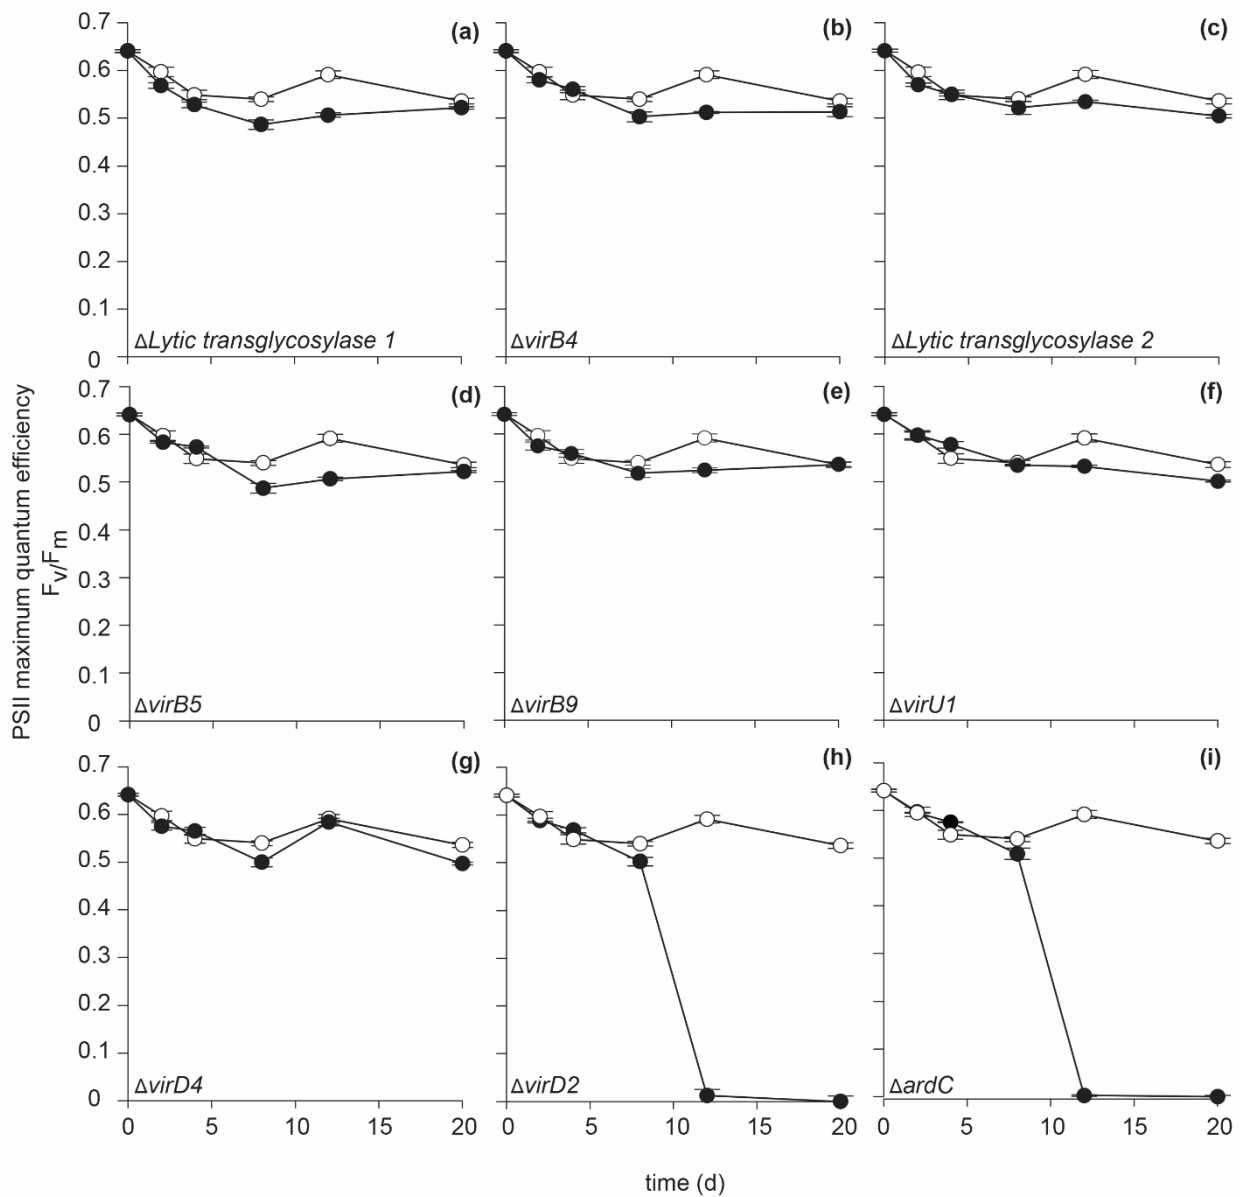 0.7
0.6
0.5
0.4
0.3
0.2
0.1
0
(a)
ΔLytic transglycosylase 1
(b)
ΔvirB4
(c)
ΔLytic transglycosylase 2
0.7
0.6
0.5
0.4
0.3
0.2
0.1
0
(d)
ΔvirB5
(e)
ΔvirB9
(f)
ΔvirU1
PSII maximum quantum efficiency
Fv/Fm
0.7
0.6
0.5
0.4
0.3
0.2
0.1
0
(g)
ΔvirD4
(h)
ΔvirD2
(i)
ΔardC
0 5 10 15 20
0 5 10 15 20
0 5 10 15 20
time (d)